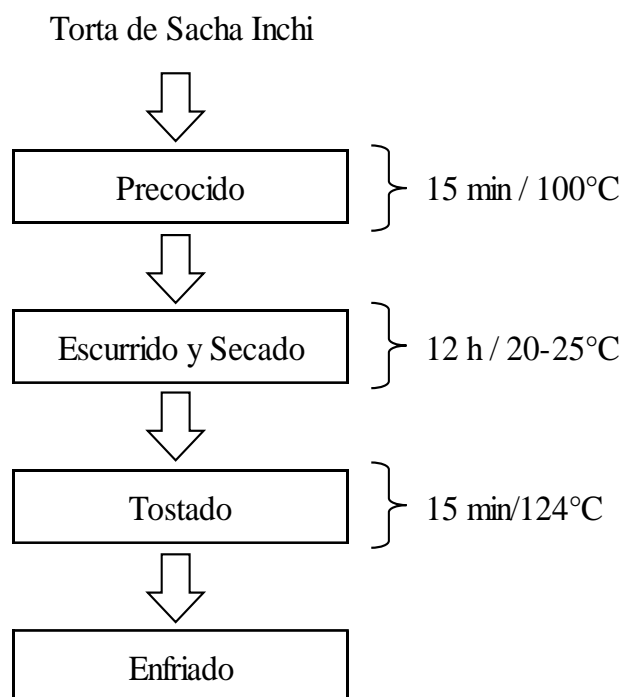 Torta de Sacha Inchi
Precocido
15 min / 100°C
Escurrido y Secado
12 h / 20-25°C
Tostado
15 min/124°C
Enfriado